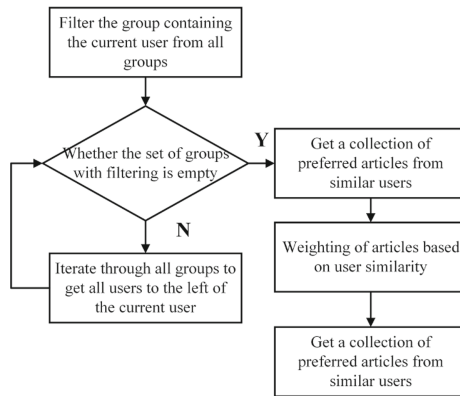 Filter the group containing
the current user from all
groups
Whether the set of groups
with filtering is empty
Y
N
Iterate through all groups to
get all users to the left of
the current user
Get a collection of
preferred articles from
similar users
Weighting of articles based
on user similarity
Get a collection of
preferred articles from
similar users